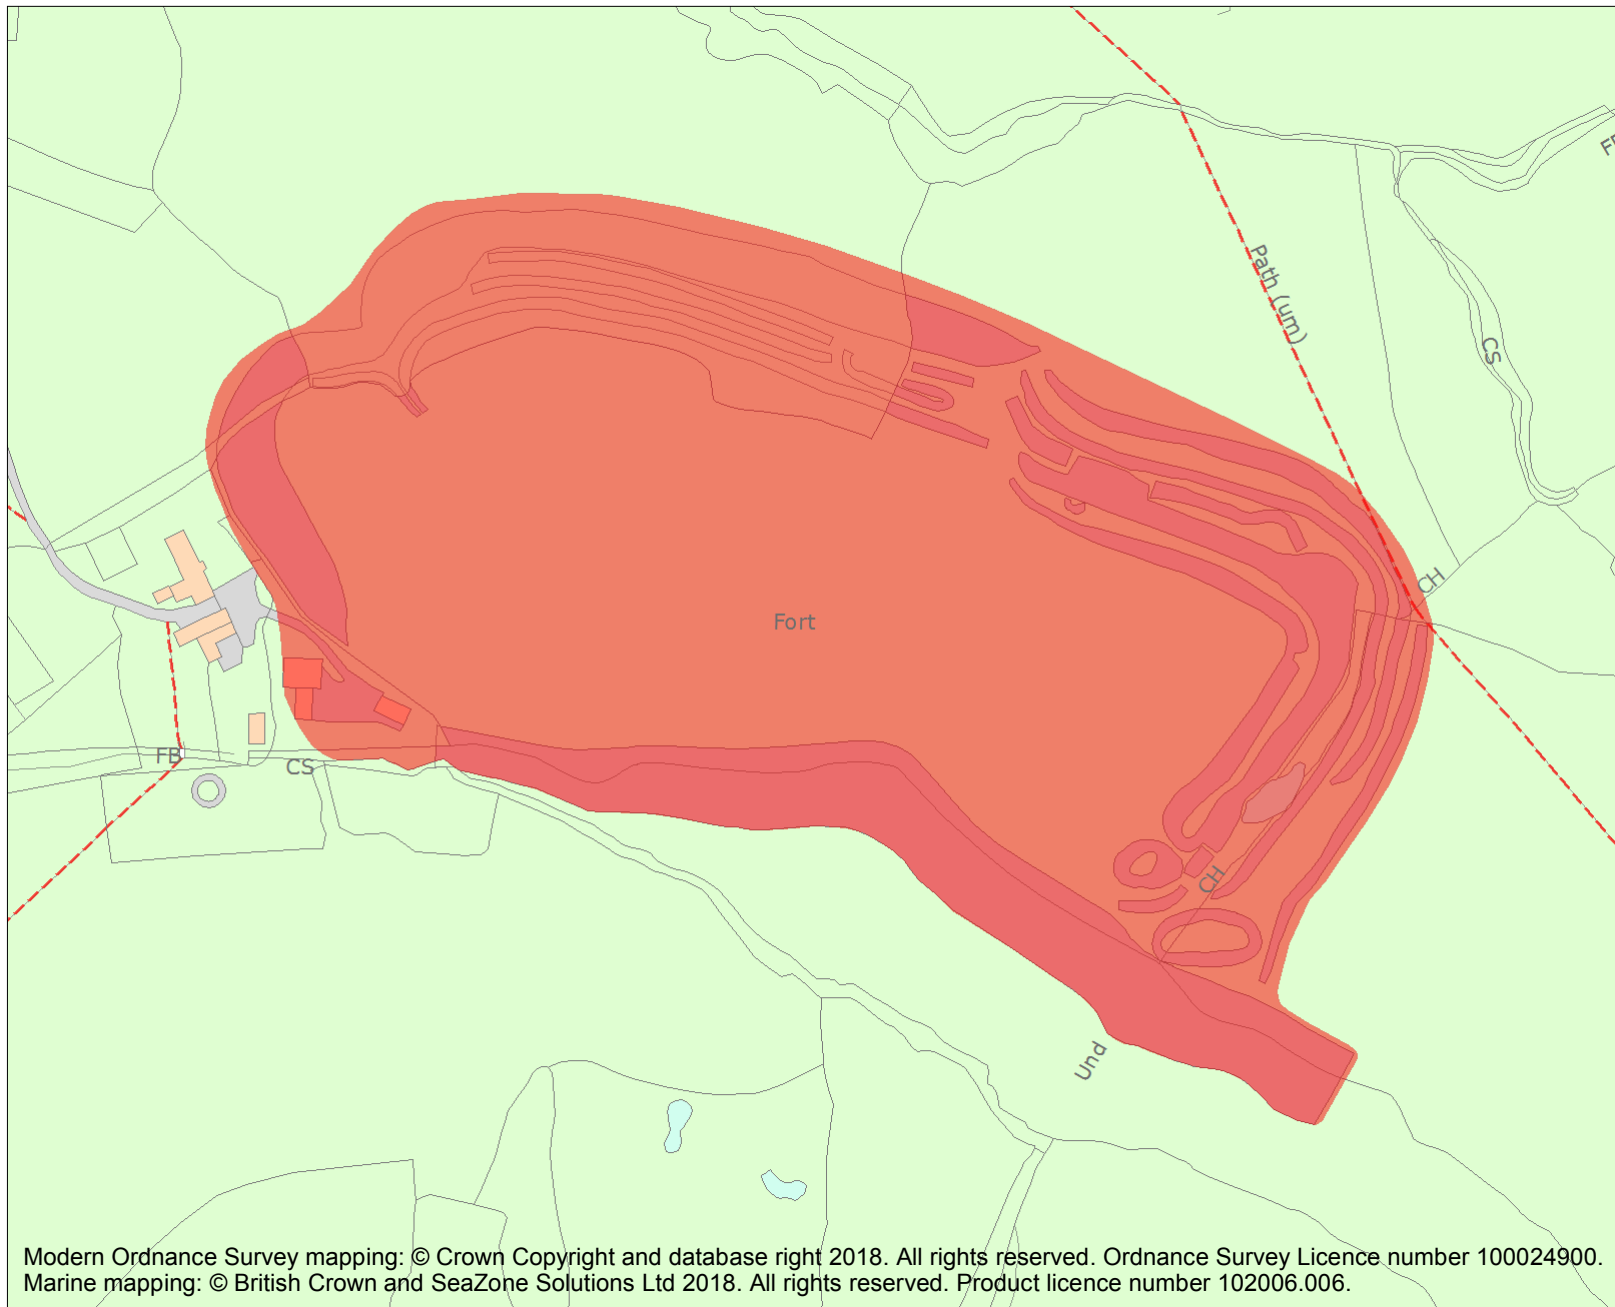 Path (um)
CS
CH
Fort
FB
CS
CH
Und
Modern Ordnance Survey mapping: © Crown Copyright and database right 2018. All rights reserved. Ordnance Survey Licence number 100024900.
Marine mapping: © British Crown and SeaZone Solutions Ltd 2018. All rights reserved. Product licence number 102006.006.